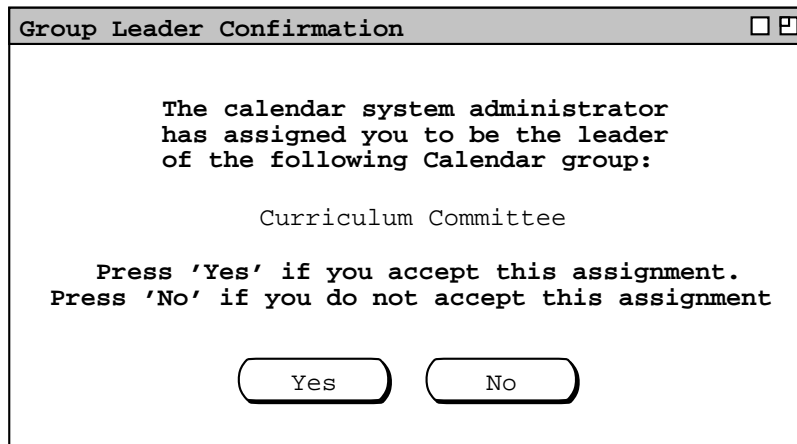 Group Leader Confirmation
The calendar system administrator
has assigned you to be the leader
of the following Calendar group:
Curriculum Committee
Press ’Yes’ if you accept this assignment.
Press ’No’ if you do not accept this assignment
Yes No